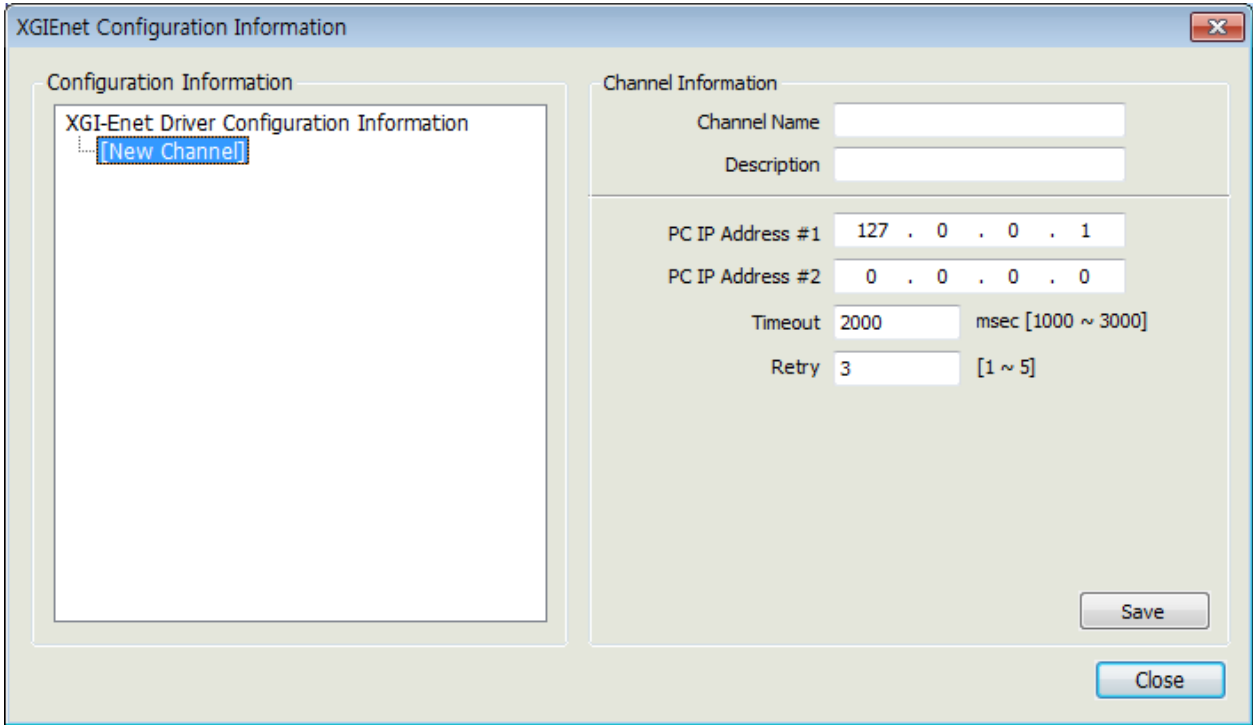 XGIEnet Configuration Information
Configuration Information
XGI-Enet Driver Configuration Information
[New Channel]
Channel Information
Channel Name
Description
PC IP Address #1 127 . 0 . 0 . 1
PC IP Address #2 0 . 0 . 0 . 0
Timeout 2000 msec [1000 ~ 3000]
Retry 3 [1 ~ 5]
Save
Close